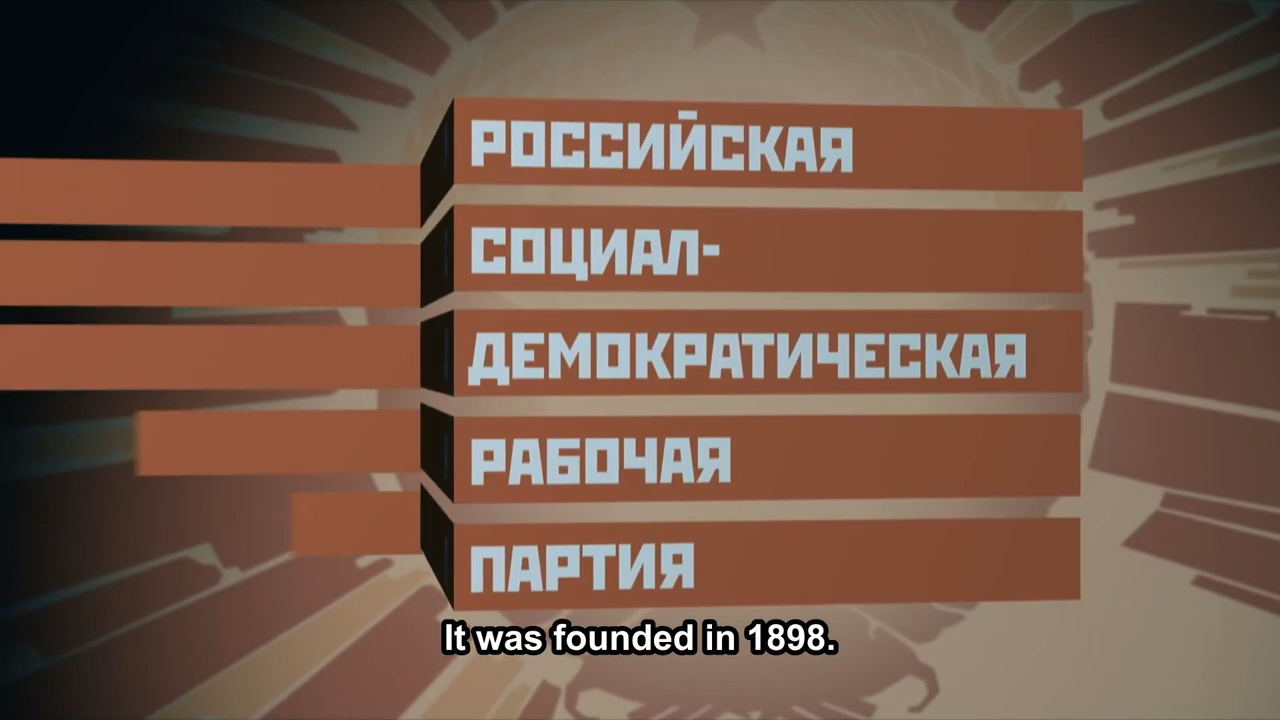 РОССИЙСКАЯ
СОЦИАЛ-
ДЕМОКРАТИЧЕСКАЯ
РАБОЧАЯ
ПАРТИЯ
It was founded in 1898.